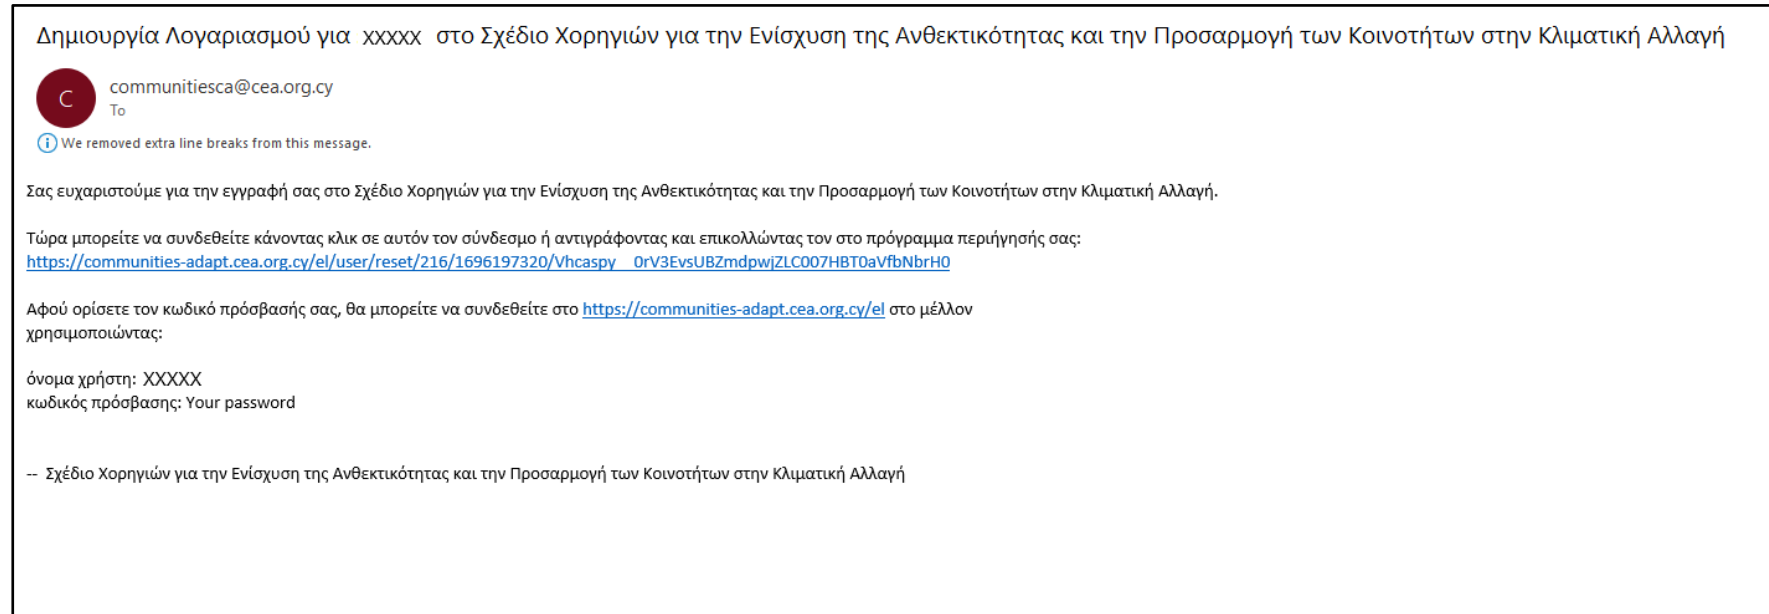 Δημιουργία Λογαριασμού για xxxxx στο Σχέδιο Χορηγιών για την Ενίσχυση της Ανθεκτικότητας και την Προσαρμογή των Κοινοτήτων στην Κλιματική Αλλαγή
C
communitiesca@cea.org.cy
To
We removed extra line breaks from this message.
Σας ευχαριστούμε για την εγγραφή σας στο Σχέδιο Χορηγιών για την Ενίσχυση της Ανθεκτικότητας και την Προσαρμογή των Κοινοτήτων στην Κλιματική Αλλαγή.
Τώρα μπορείτε να συνδεθείτε κάνοντας κλικ σε αυτόν τον σύνδεσμο ή αντιγράφοντας και επικολλώντας τον στο πρόγραμμα περιήγησής σας:
https://communities-adapt.cea.org.cy/el/user/reset/216/1696197320/Vhcaspy__0rV3EvsUBZmdpwjZLC007HBT0aVfbNbrH0
Αφού ορίσετε τον κωδικό πρόσβασής σας, θα μπορείτε να συνδεθείτε στο https://communities-adapt.cea.org.cy/el στο μέλλον
χρησιμοποιώντας:
όνομα χρήστη: XXXXX
κωδικός πρόσβασης: Your password
-- Σχέδιο Χορηγιών για την Ενίσχυση της Ανθεκτικότητας και την Προσαρμογή των Κοινοτήτων στην Κλιματική Αλλαγή